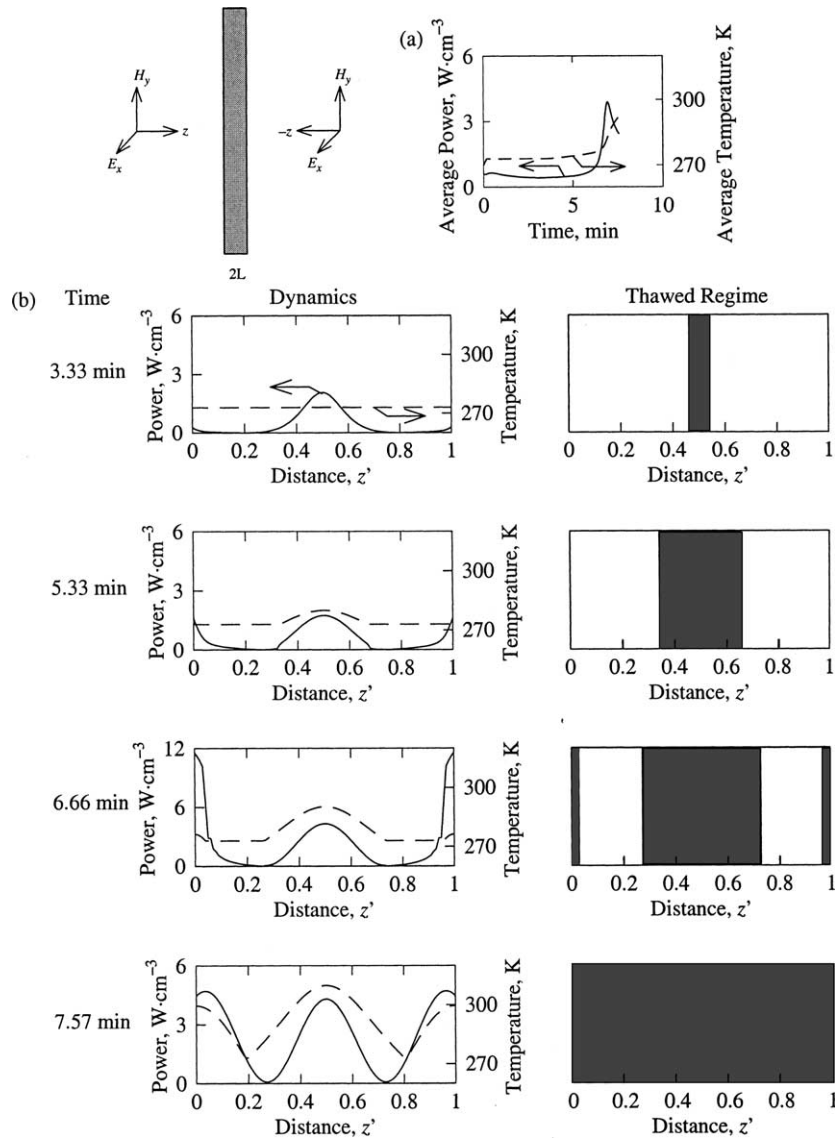 (a)
H_y
z
E_x
H_y
−z
E_x
2L
Average Power, W·cm⁻³
6
3
0
Average Temperature, K
300
270
0
5
10
Time, min
(b)
Time
Dynamics
Thawed Regime
3.33 min
Power, W·cm⁻³
6
3
0
Temperature, K
300
270
0 0.2 0.4 0.6 0.8 1
Distance, z'
0 0.2 0.4 0.6 0.8 1
Distance, z'
5.33 min
Power, W·cm⁻³
6
3
0
Temperature, K
300
270
0 0.2 0.4 0.6 0.8 1
Distance, z'
0 0.2 0.4 0.6 0.8 1
Distance, z'
6.66 min
Power, W·cm⁻³
12
6
0
Temperature, K
300
270
0 0.2 0.4 0.6 0.8 1
Distance, z'
0 0.2 0.4 0.6 0.8 1
Distance, z'
7.57 min
Power, W·cm⁻³
6
3
0
Temperature, K
300
270
0 0.2 0.4 0.6 0.8 1
Distance, z'
0 0.2 0.4 0.6 0.8 1
Distance, z'